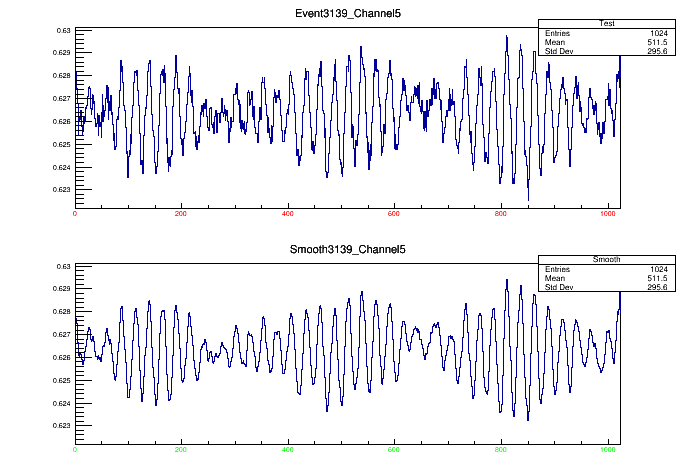 Event3139_Channel5
Test
Entries 1024
Mean 511.5
Std Dev 295.6
0.63
0.629
0.628
0.627
0.626
0.625
0.624
0.623
0 200 400 600 800 1000
Smooth3139_Channel5
Smooth
Entries 1024
Mean 511.5
Std Dev 295.6
0.63
0.629
0.628
0.627
0.626
0.625
0.624
0.623
0 200 400 600 800 1000